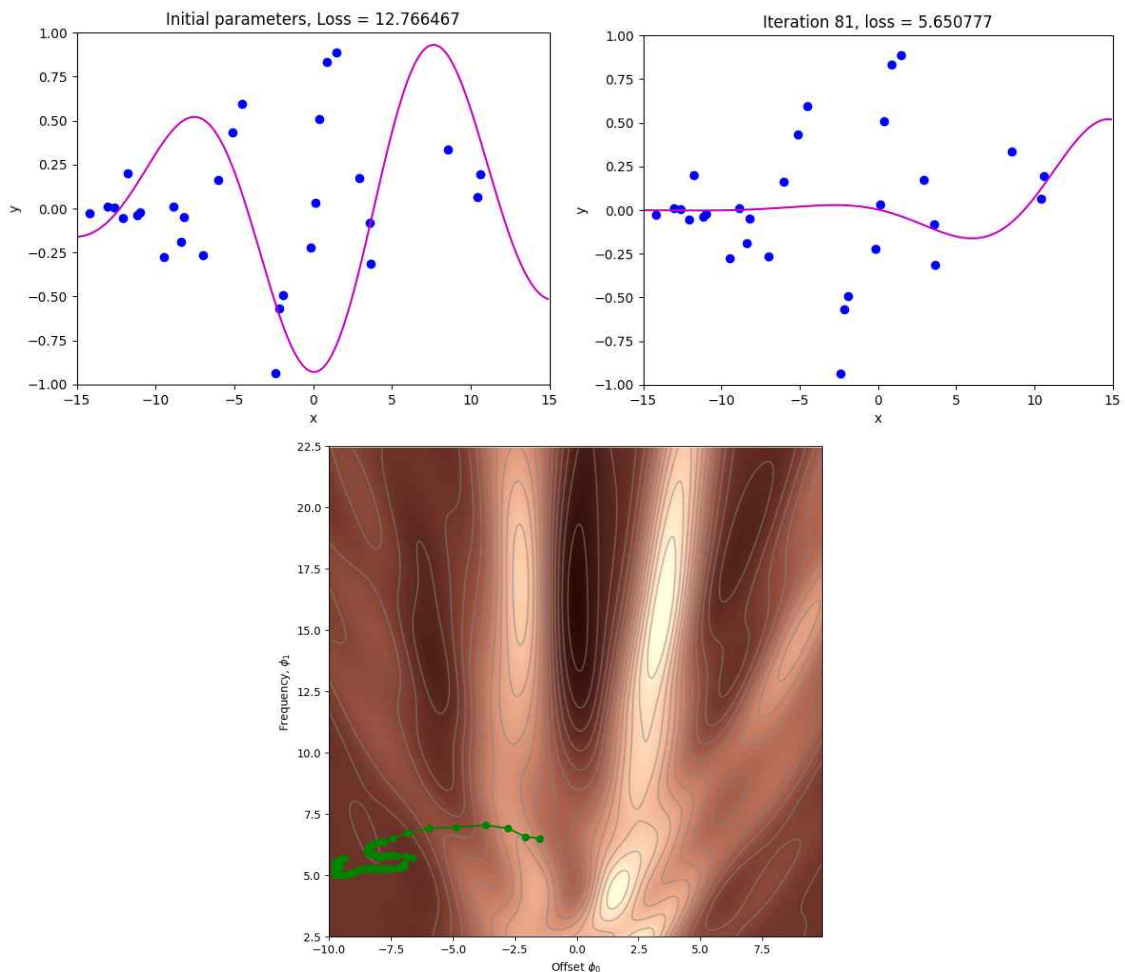 Initial parameters, Loss = 12.766467
1.00
0.75
0.50
0.25
0.00
−0.25
−0.50
−0.75
−1.00
y
−15 −10 −5 0 5 10 15
x
Iteration 81, loss = 5.650777
1.00
0.75
0.50
0.25
0.00
−0.25
−0.50
−0.75
−1.00
y
−15 −10 −5 0 5 10 15
x
22.5
20.0
17.5
15.0
12.5
10.0
7.5
5.0
2.5
Frequency, ϕ₁
−10.0 −7.5 −5.0 −2.5 0.0 2.5 5.0 7.5
Offset ϕ₀